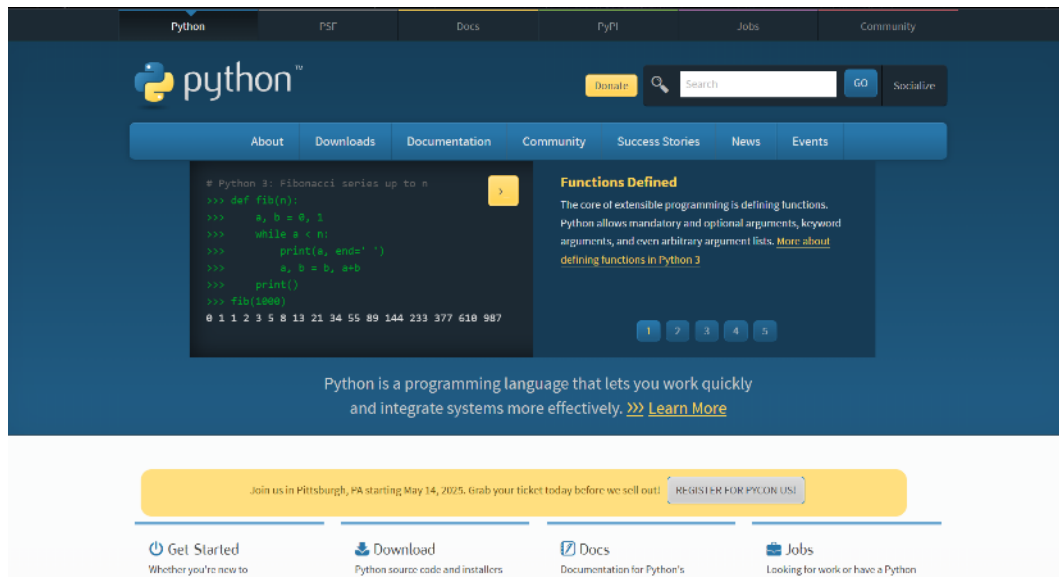 Python PSF Docs PyPI Jobs Community
python™
Donate Search GO Socialize
About Downloads Documentation Community Success Stories News Events
# Python 3: Fibonacci series up to n
>>> def fib(n):
>>>     a, b = 0, 1
>>>     while a < n:
>>>         print(a, end=' ')
>>>         a, b = b, a+b
>>>     print()
>>> fib(1000)
0 1 1 2 3 5 8 13 21 34 55 89 144 233 377 610 987
>
Functions Defined
The core of extensible programming is defining functions.
Python allows mandatory and optional arguments, keyword
arguments, and even arbitrary argument lists. More about
defining functions in Python 3
1 2 3 4 5
Python is a programming language that lets you work quickly
and integrate systems more effectively. >>> Learn More
Join us in Pittsburgh, PA starting May 14, 2025. Grab your ticket today before we sell out! REGISTER FOR PYCON US!
Get Started
Whether you're new to
Download
Python source code and installers
Docs
Documentation for Python's
Jobs
Looking for work or have a Python